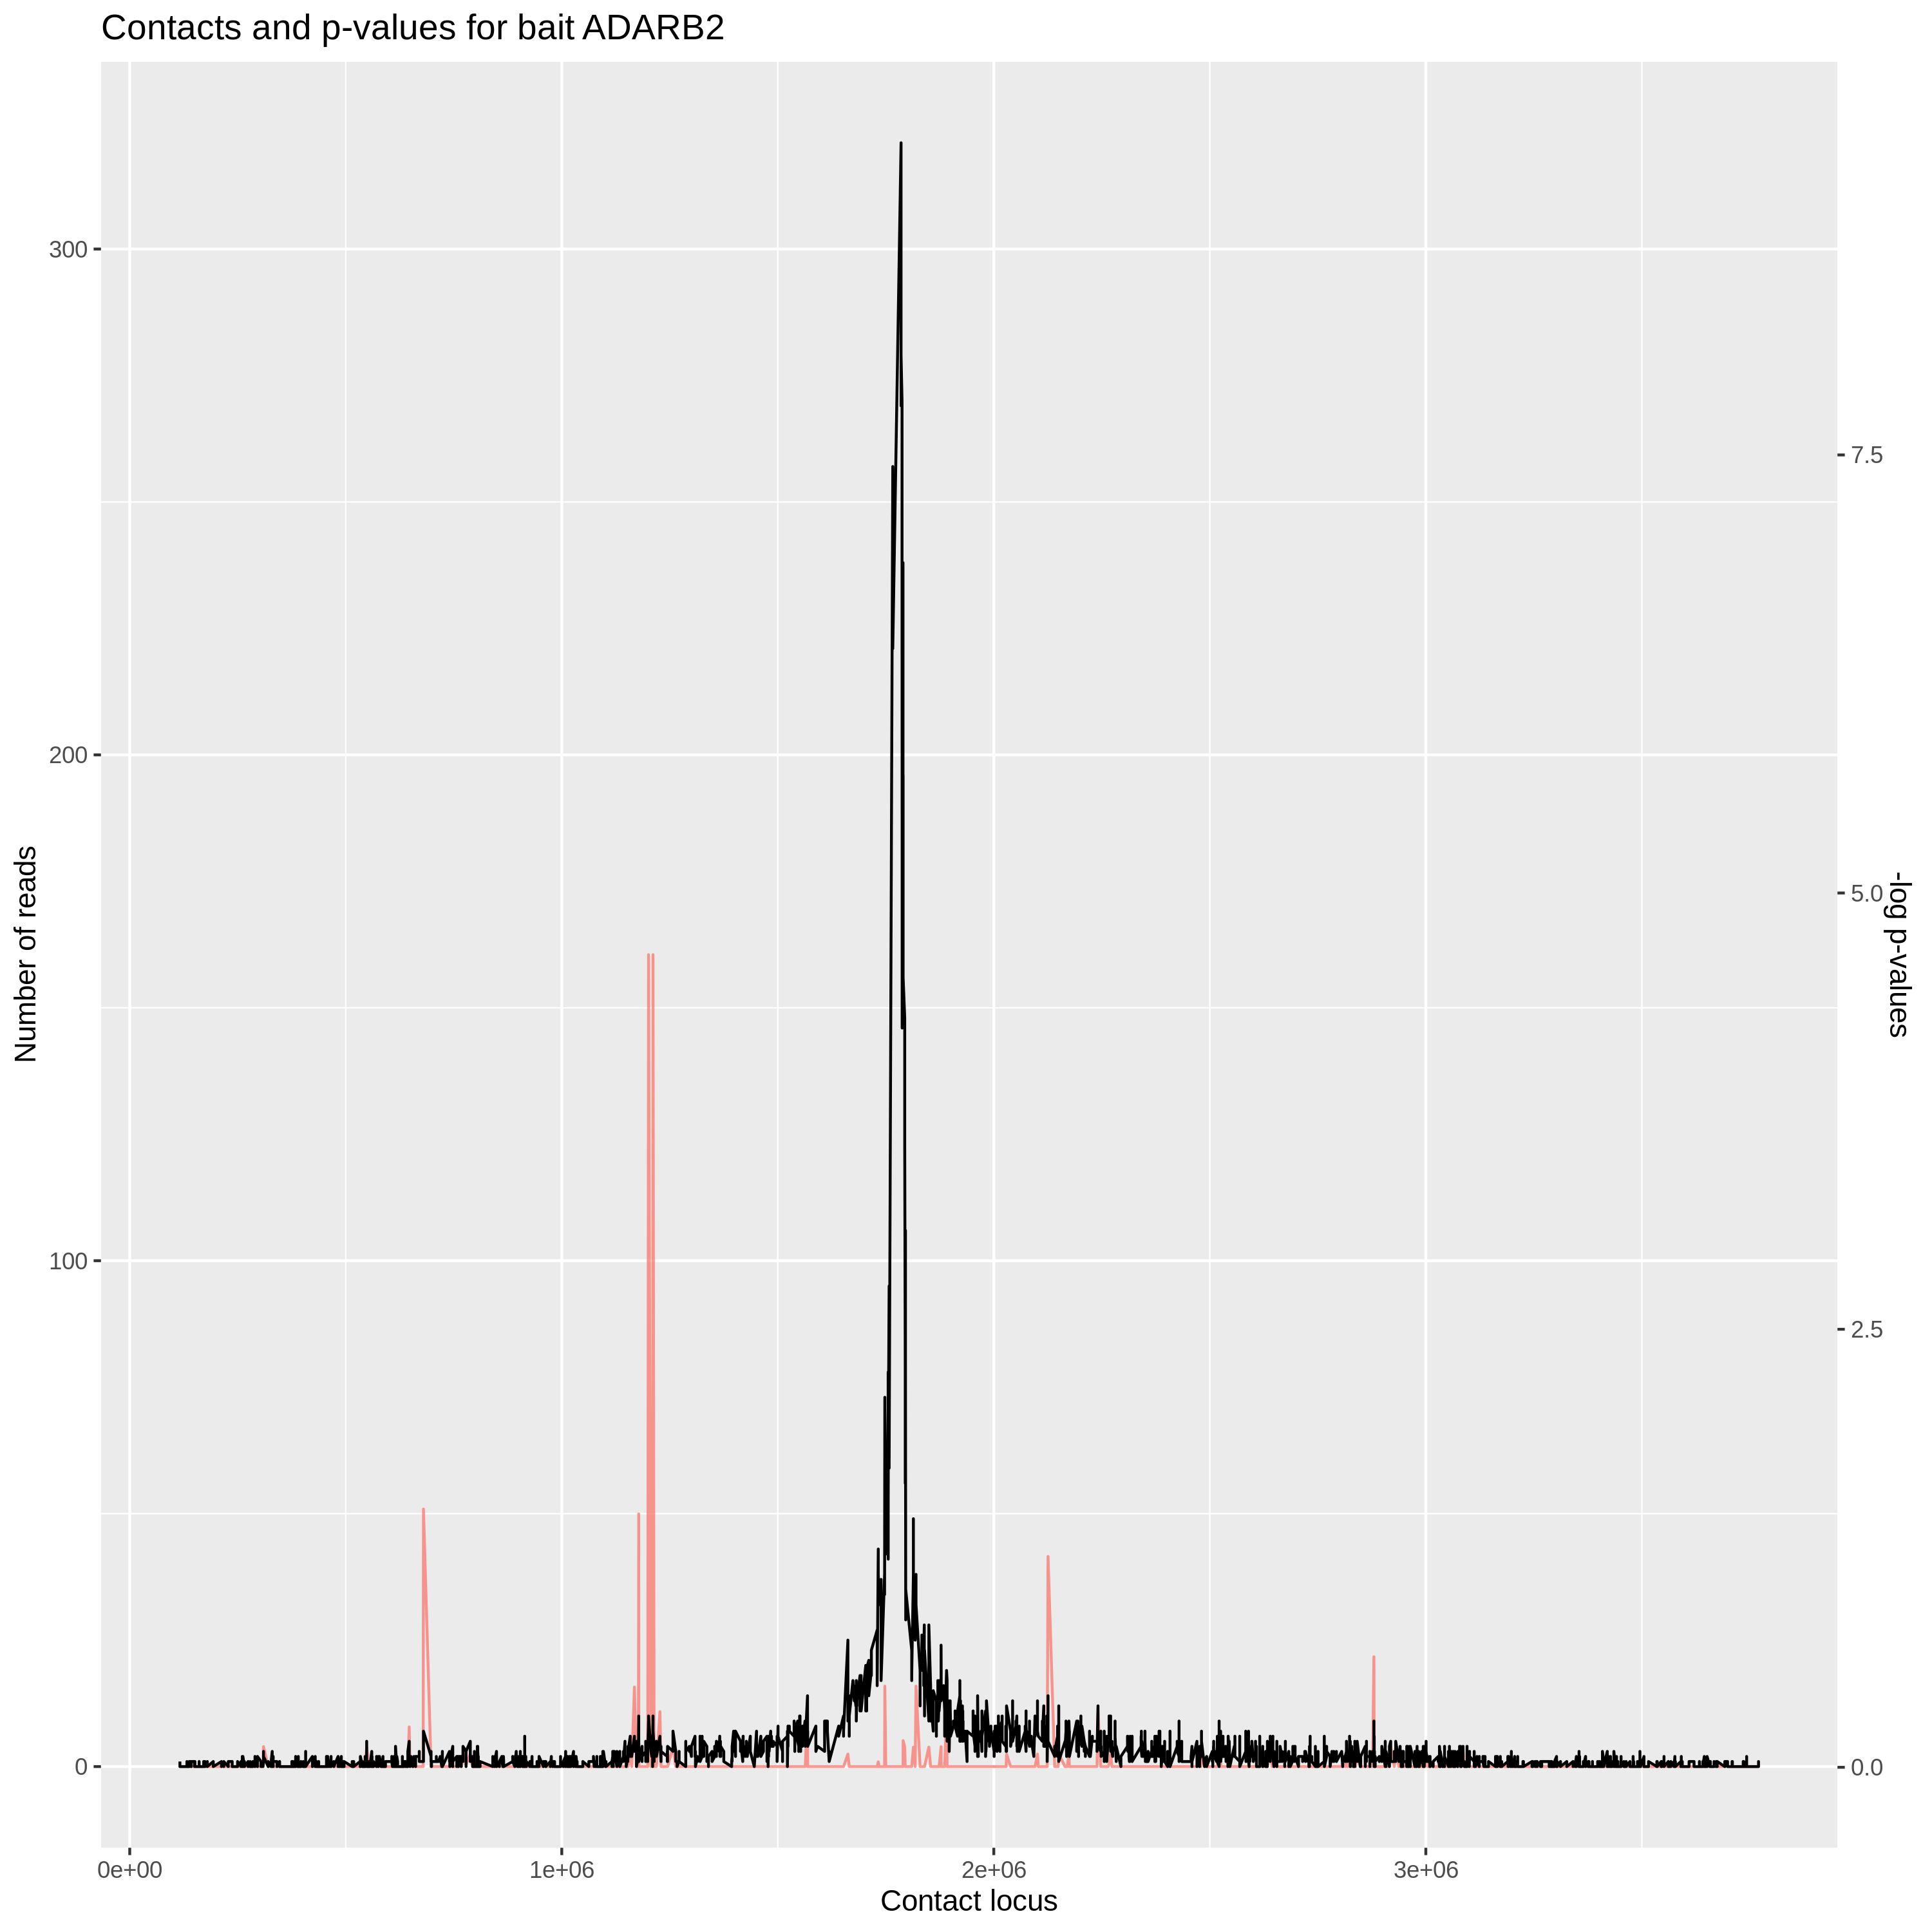 Contacts and p-values for bait ADARB2
300
200
100
0
7.5
5.0
2.5
0.0
Number of reads
-log p-values
0e+00
1e+06
2e+06
3e+06
Contact locus